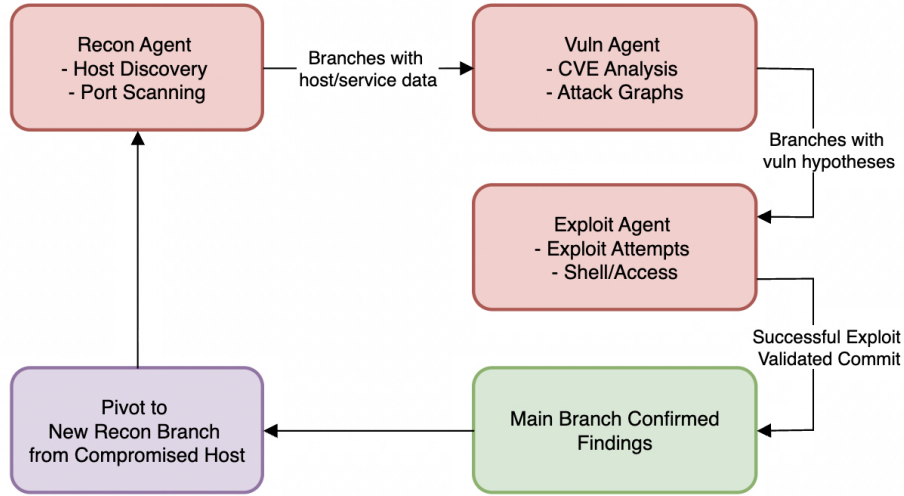 Recon Agent
- Host Discovery
- Port Scanning
Branches with
host/service data
Vuln Agent
- CVE Analysis
- Attack Graphs
Branches with
vuln hypotheses
Exploit Agent
- Exploit Attempts
- Shell/Access
Successful Exploit
Validated Commit
Main Branch Confirmed
Findings
Pivot to
New Recon Branch
from Compromised Host